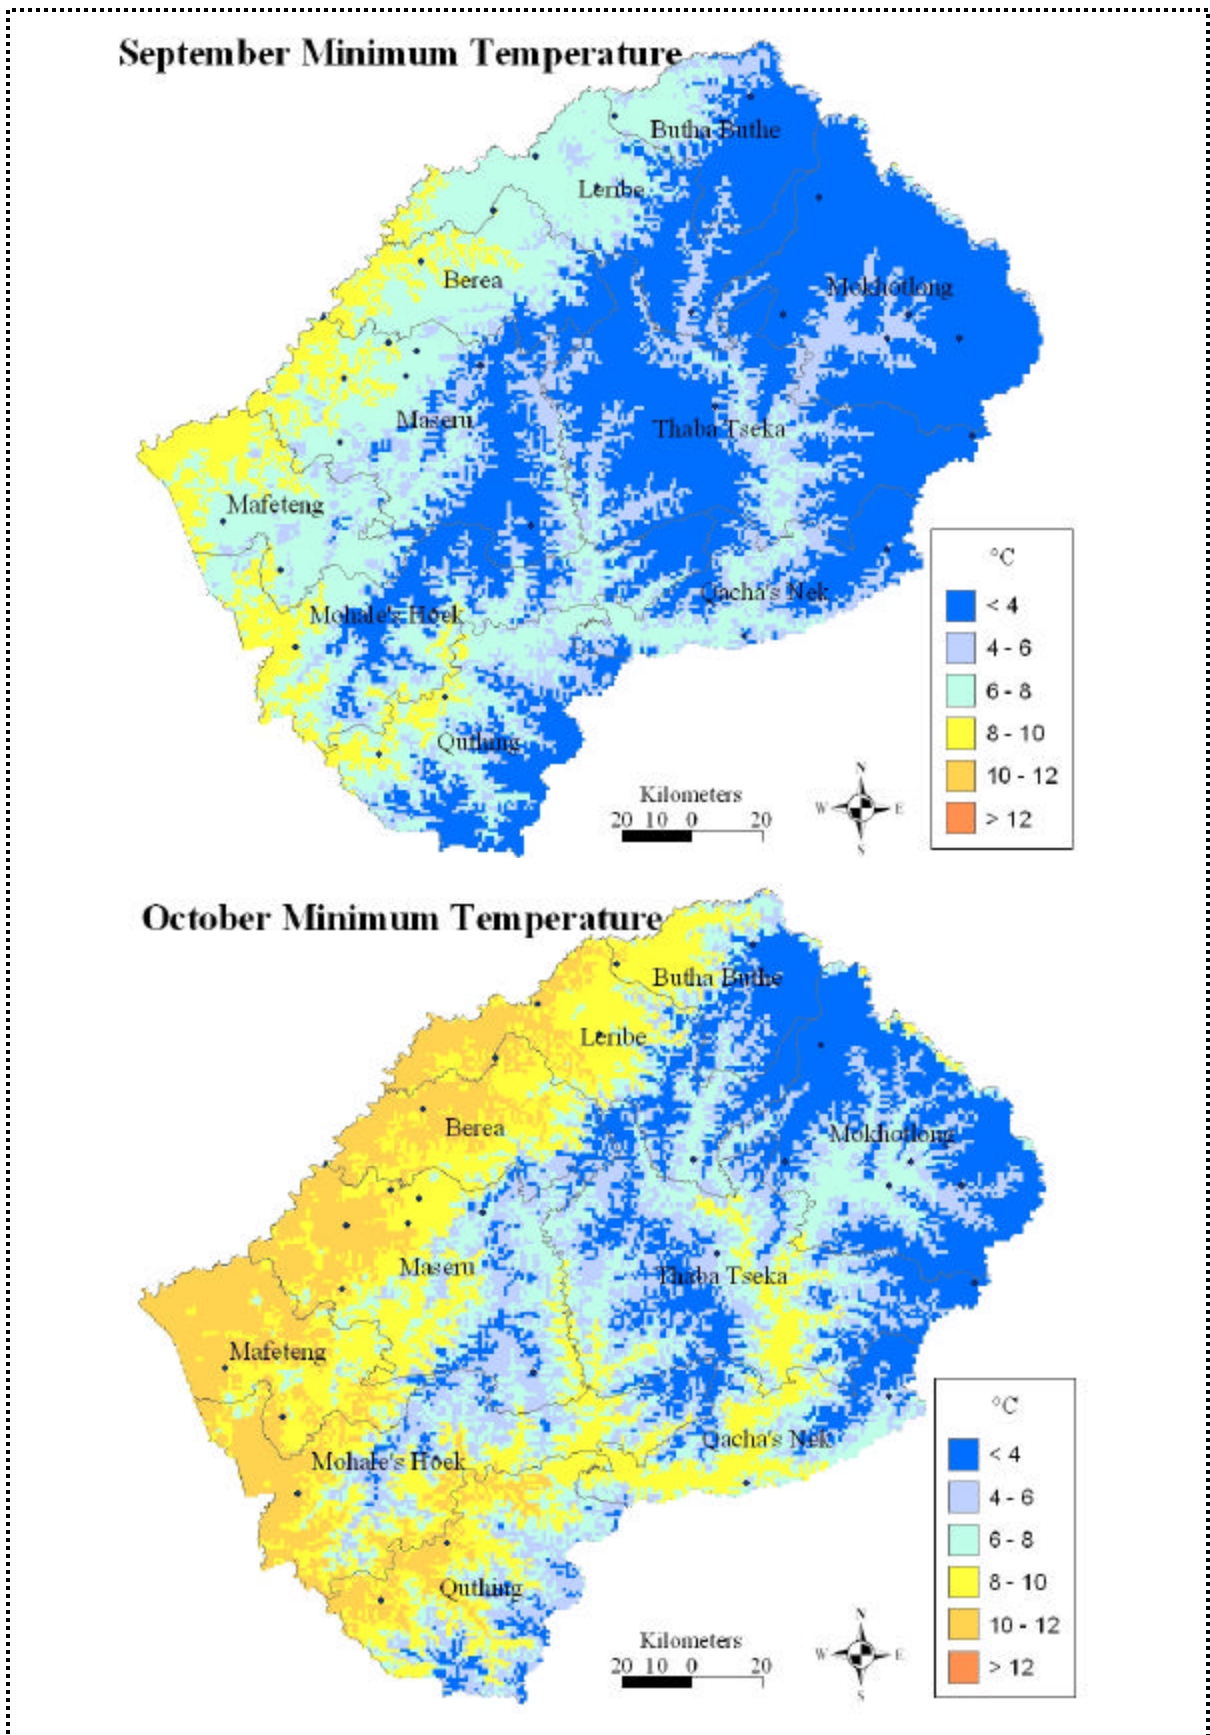 September Minimum Temperature
Butha Buthe
Leribe
Berea
Mokhotlong
Maseru
Thaba Tseka
Mafeteng
Qacha's Nek
Mohale's Hoek
Quthing
°C
< 4
4 - 6
6 - 8
8 - 10
10 - 12
> 12
Kilometers
20 10 0 20
N
W E
S
October Minimum Temperature
Butha Buthe
Leribe
Berea
Mokhotlong
Maseru
Thaba Tseka
Mafeteng
Qacha's Nek
Mohale's Hoek
Quthing
°C
< 4
4 - 6
6 - 8
8 - 10
10 - 12
> 12
Kilometers
20 10 0 20
N
W E
S